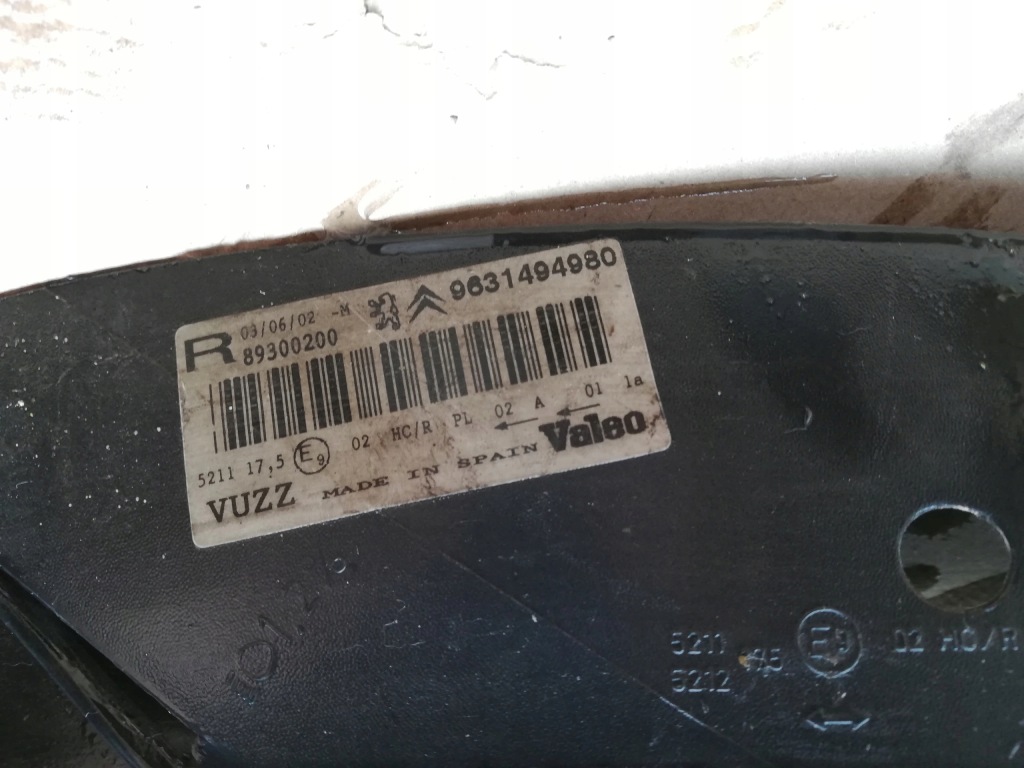 R 03/06/02 -M 9631494980
89300200
5211 17,5 E9 02 HC/R PL 02 A 01 1a
VUZZ MADE IN SPAIN Valeo
5211 E9 02 HC/R
5212